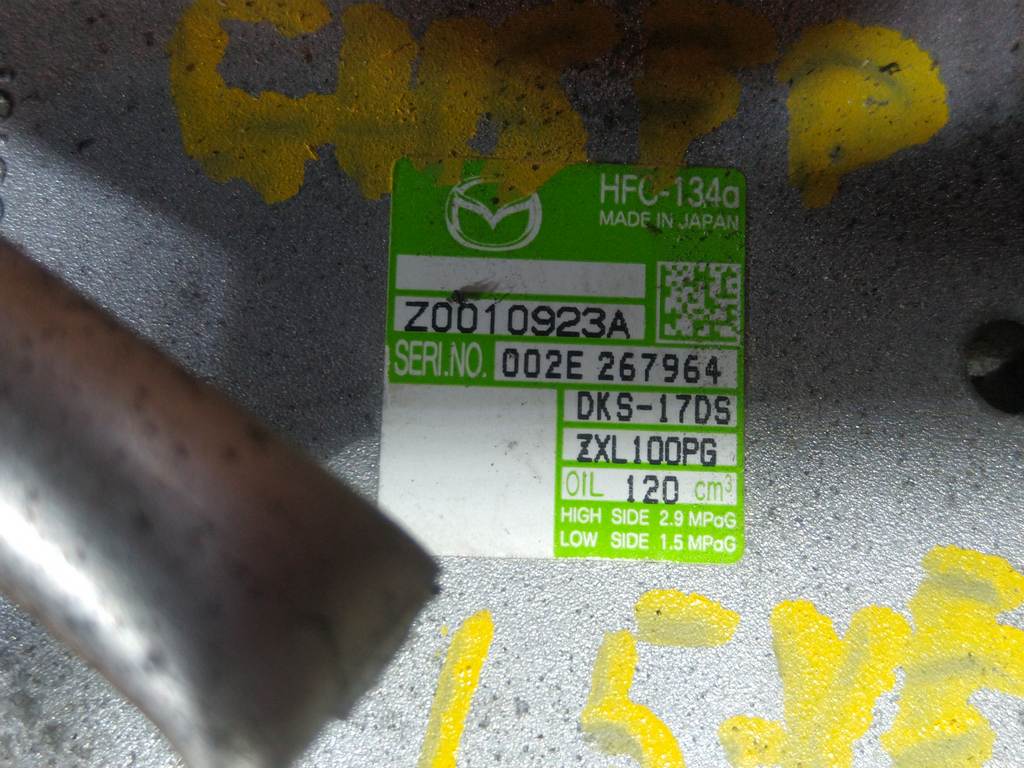 HFC-134a
MADE IN JAPAN
Z0010923A
SERI.NO. 002E 267964
DKS-17DS
ZXL100PG
OIL 120 cm³
HIGH SIDE 2.9 MPaG
LOW SIDE 1.5 MPaG